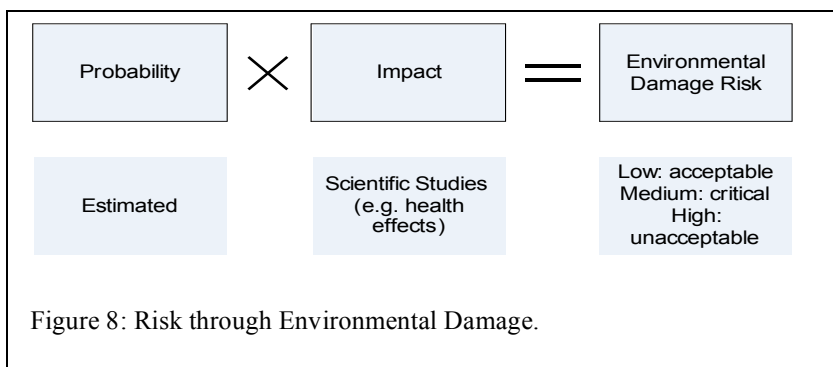 Probability
Impact
Environmental
Damage Risk
Estimated
Scientific Studies
(e.g. health
effects)
Low: acceptable
Medium: critical
High:
unacceptable
Figure 8: Risk through Environmental Damage.